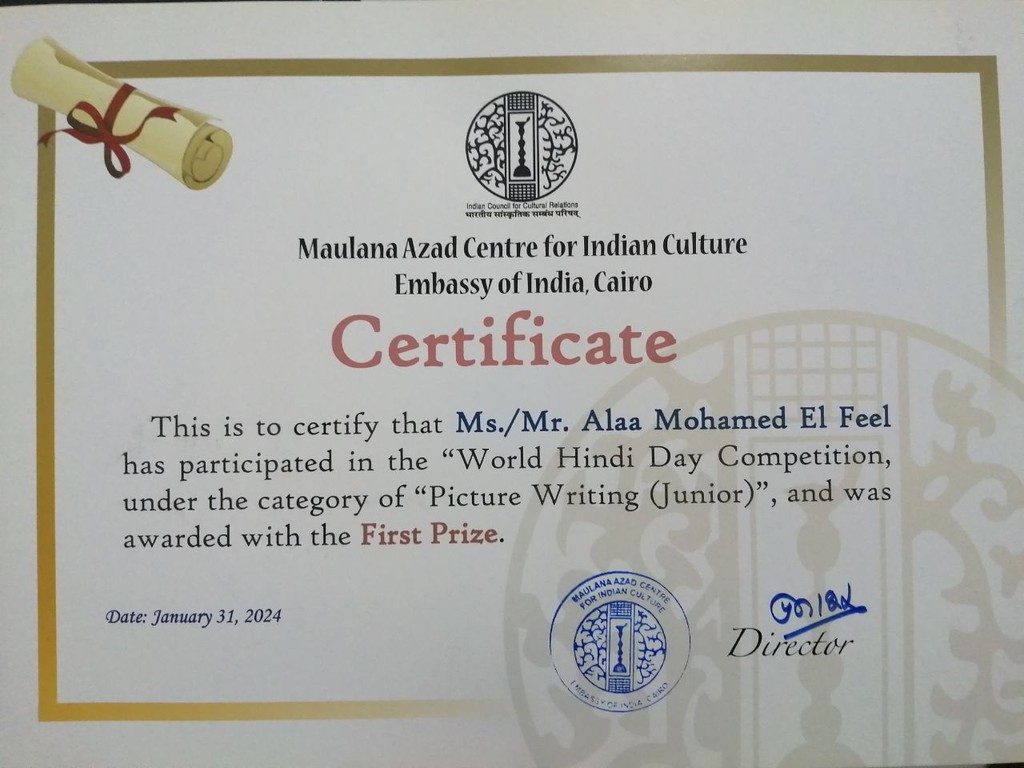 Indian Council for Cultural Relations
भारतीय सांस्कृतिक सम्बंध परिषद्
Maulana Azad Centre for Indian Culture
Embassy of India, Cairo
Certificate
This is to certify that Ms./Mr. Alaa Mohamed El Feel
has participated in the “World Hindi Day Competition,
under the category of “Picture Writing (Junior)”, and was
awarded with the First Prize.
Date: January 31, 2024
MAULANA AZAD CENTRE
FOR INDIAN CULTURE
EMBASSY OF INDIA, CAIRO
Director